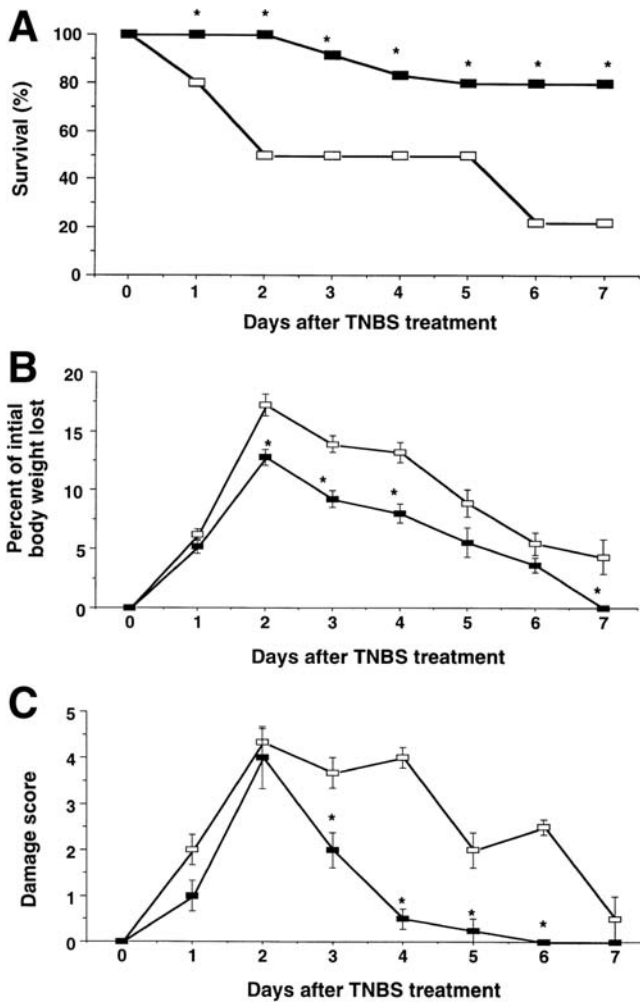 A
100
80
60
40
20
0
Survival (%)
* * * * * * *
0 1 2 3 4 5 6 7
Days after TNBS treatment
B
20
15
10
5
0
Percent of intial
body weight lost
* * * *
0 1 2 3 4 5 6 7
Days after TNBS treatment
C
5
4
3
2
1
0
Damage score
* * * *
0 1 2 3 4 5 6 7
Days after TNBS treatment